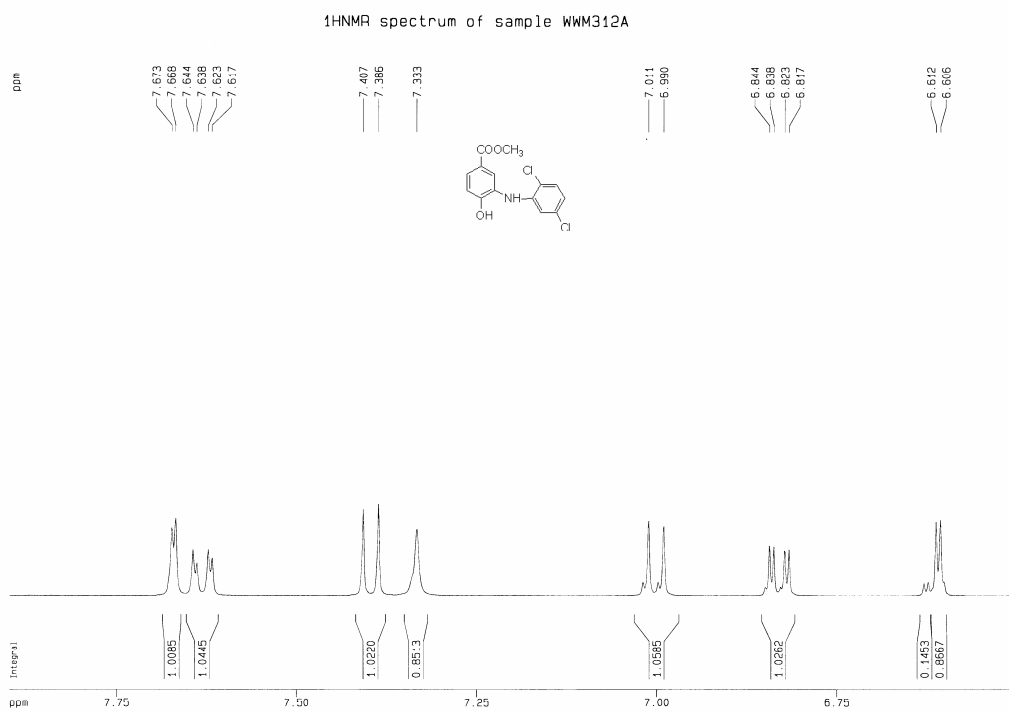 1HNMR spectrum of sample WWM312A
ppm
7.673
7.668
7.644
7.638
7.623
7.617
7.407
7.386
7.333
7.011
6.990
6.844
6.838
6.823
6.817
6.612
6.606
COOCH3
Cl
NH
OH
Cl
Integral
1.0085
1.0445
1.0220
0.8513
1.0585
1.0262
0.1453
0.8667
ppm 7.75 7.50 7.25 7.00 6.75